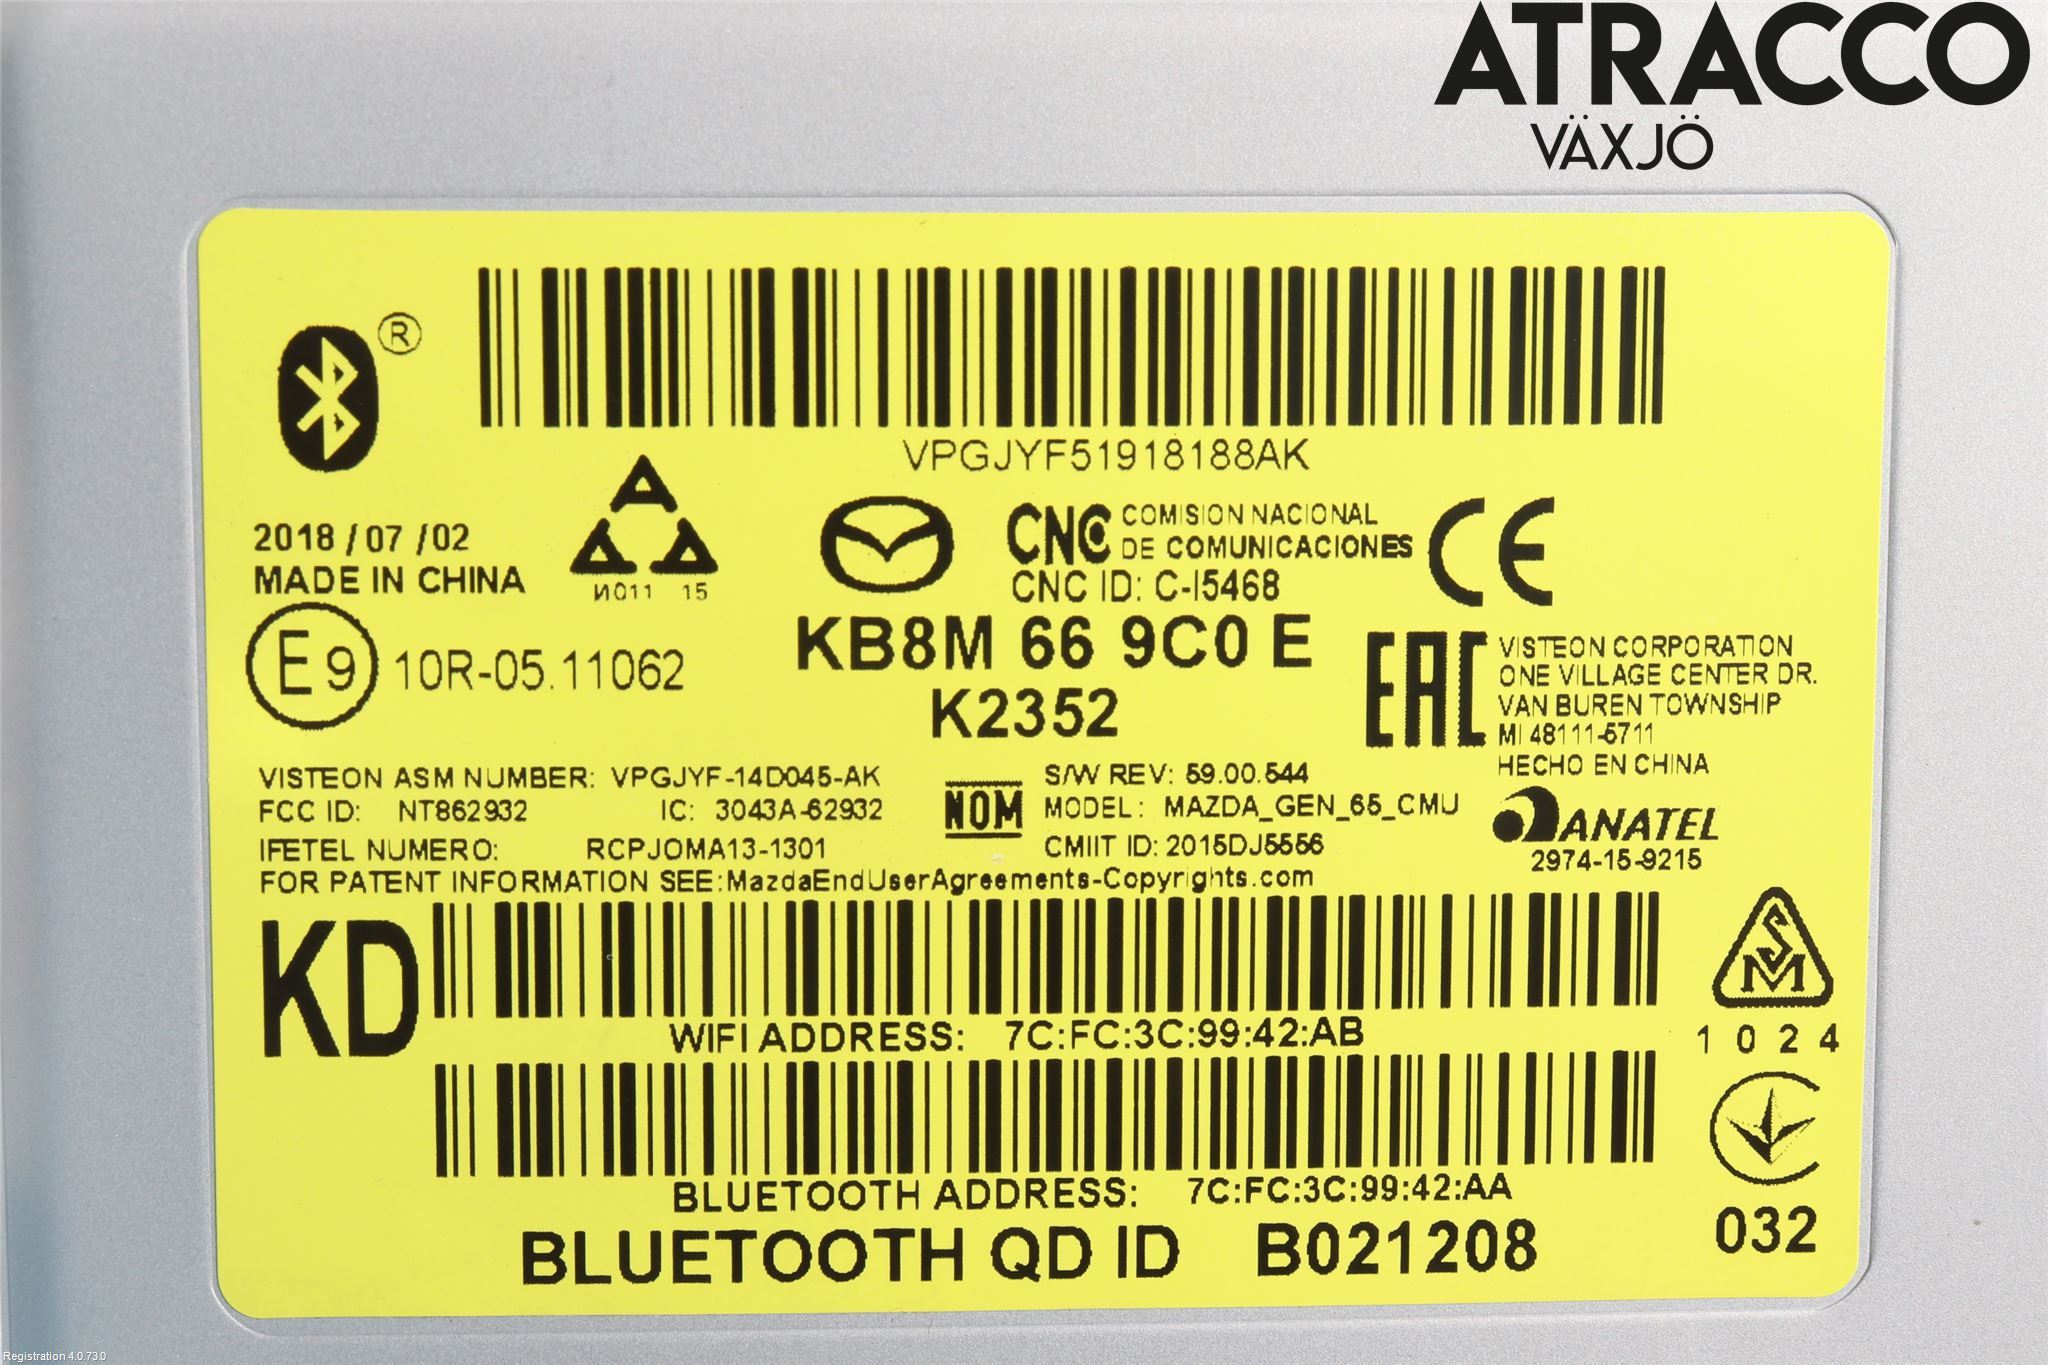 ATRACCO
VÄXJÖ
®
VPGJYF51918188AK
2018 / 07 / 02
MADE IN CHINA
И011 15
CNC COMISION NACIONAL
DE COMUNICACIONES
CNC ID: C-I5468
CE
E9 10R-05.11062
KB8M 66 9C0 E
K2352
EAC
VISTEON CORPORATION
ONE VILLAGE CENTER DR.
VAN BUREN TOWNSHIP
MI 48111-5711
HECHO EN CHINA
VISTEON ASM NUMBER: VPGJYF-14D045-AK
FCC ID: NT862932 IC: 3043A-62932
IFETEL NUMERO: RCPJOMA13-1301
NOM
S/W REV: 59.00.544
MODEL: MAZDA_GEN_65_CMU
CMIIT ID: 2015DJ5556
ANATEL
2974-15-9215
FOR PATENT INFORMATION SEE:MazdaEndUserAgreements-Copyrights.com
KD
WIFI ADDRESS: 7C:FC:3C:99:42:AB
SM
1024
BLUETOOTH ADDRESS: 7C:FC:3C:99:42:AA
BLUETOOTH QD ID B021208
032
Registration 4.0.73.0